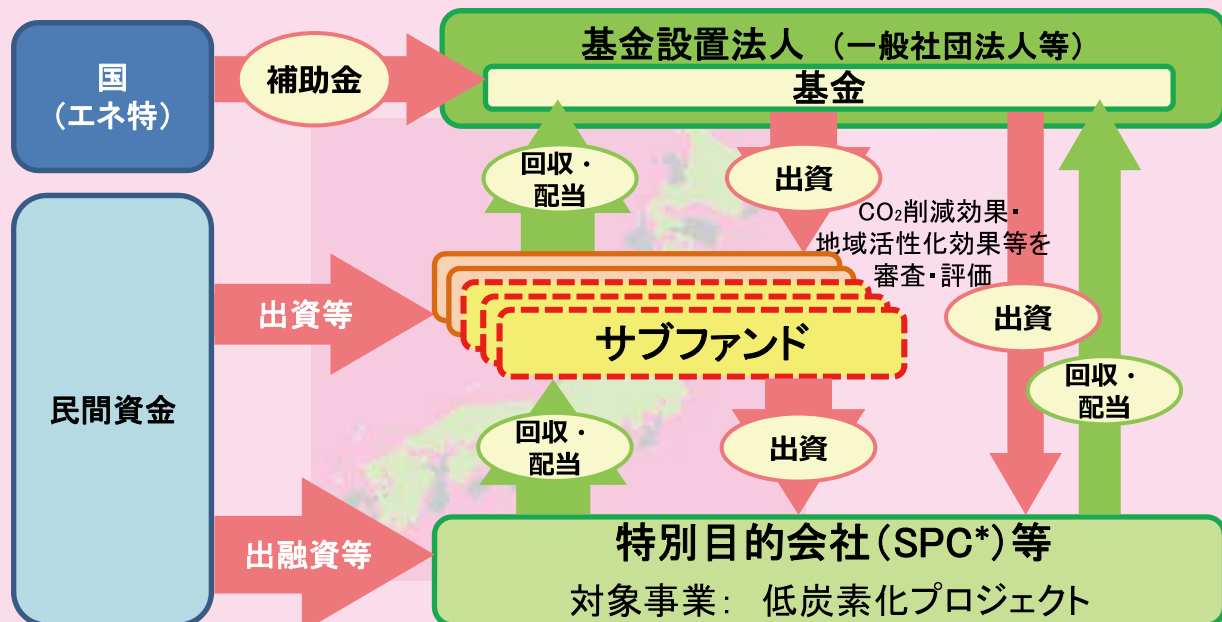 国
（エネ特）
補助金
基金設置法人 （一般社団法人等）
基金
回収・
配当
出資
CO₂削減効果・
地域活性化効果等を
審査・評価
民間資金
出資等
サブファンド
出資
回収・
配当
回収・
配当
出資
出融資等
特別目的会社（SPC*）等
対象事業： 低炭素化プロジェクト